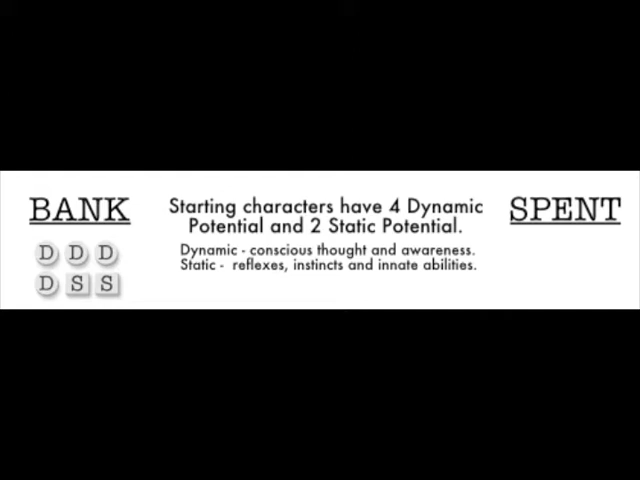 BANK
D D D
D S S
Starting characters have 4 Dynamic
Potential and 2 Static Potential.
Dynamic - conscious thought and awareness.
Static - reflexes, instincts and innate abilities.
SPENT